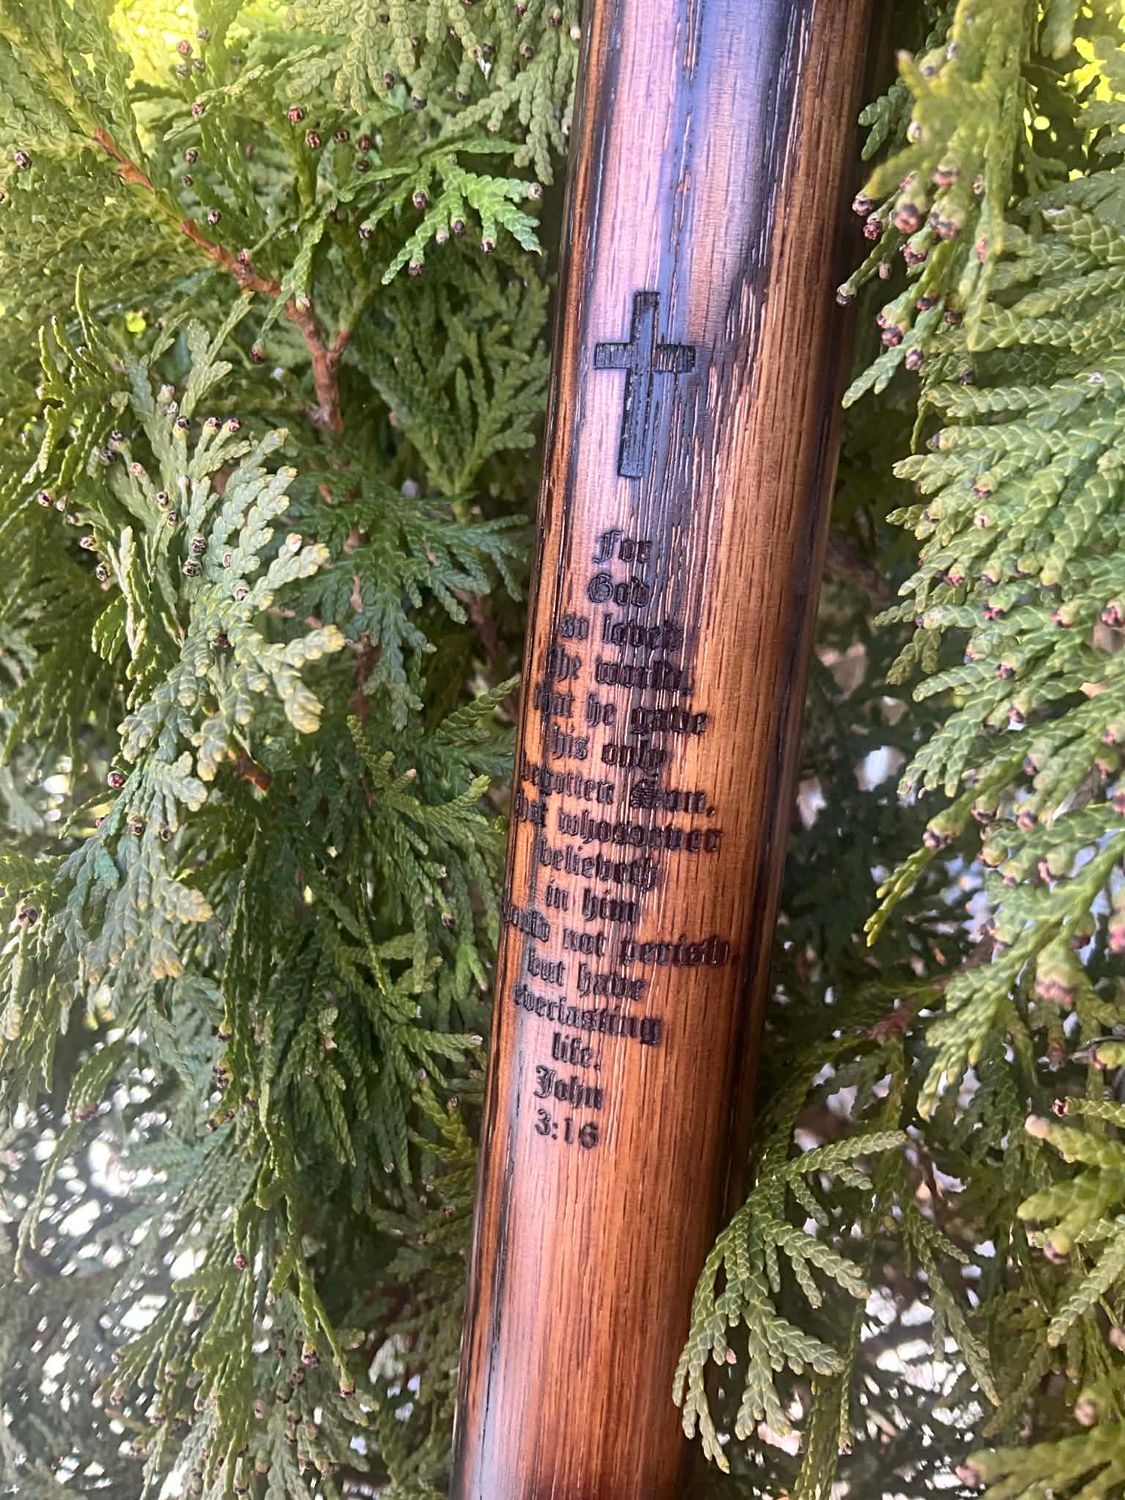 For
God
so loved
the world,
that he gave
his only
begotten Son,
that whosoever
believeth
in him
should not perish,
but have
everlasting
life.
John
3:16